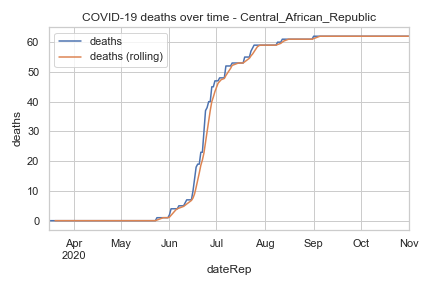 COVID-19 deaths over time - Central_African_Republic
deaths
deaths (rolling)
60
50
40
30
20
10
0
deaths
Apr May Jun Jul Aug Sep Oct Nov
2020
dateRep